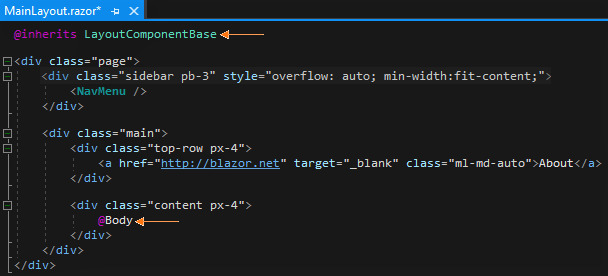 MainLayout.razor*
@inherits LayoutComponentBase
<div class="page">
<div class="sidebar pb-3" style="overflow: auto; min-width:fit-content;">
<NavMenu />
</div>
<div class="main">
<div class="top-row px-4">
<a href="http://blazor.net" target="_blank" class="ml-md-auto">About</a>
</div>
<div class="content px-4">
@Body
</div>
</div>
</div>